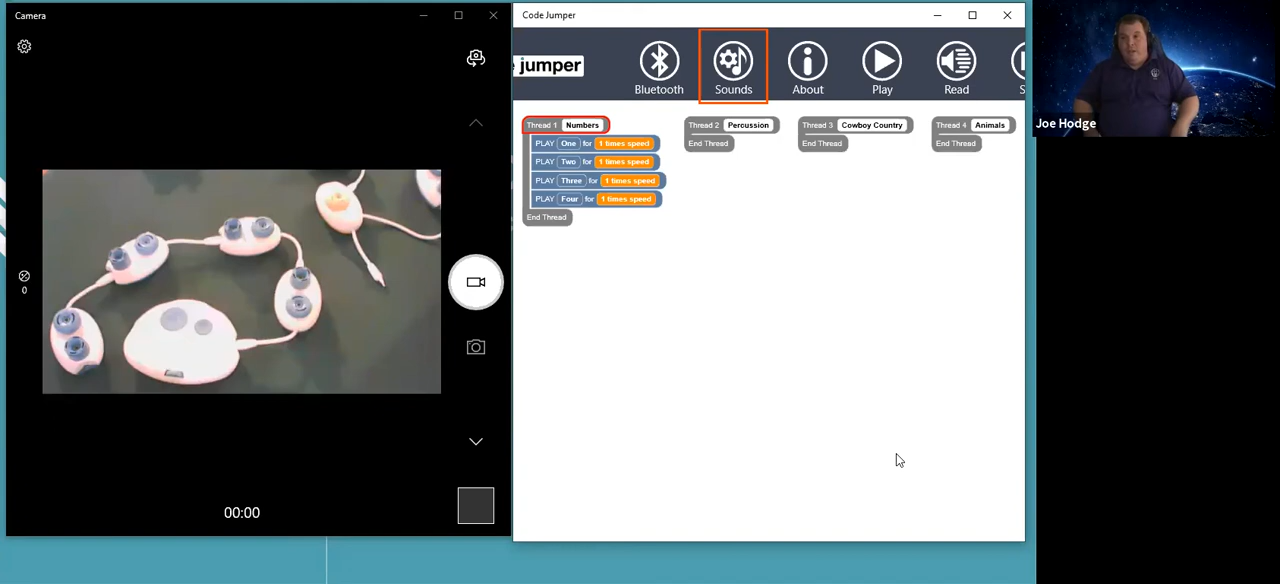 Camera
0
00:00
Code Jumper
jumper
Bluetooth
Sounds
About
Play
Read
Thread 1 Numbers
PLAY One for 1 times speed
PLAY Two for 1 times speed
PLAY Three for 1 times speed
PLAY Four for 1 times speed
End Thread
Thread 2 Percussion
End Thread
Thread 3 Cowboy Country
End Thread
Thread 4 Animals
End Thread
Joe Hodge